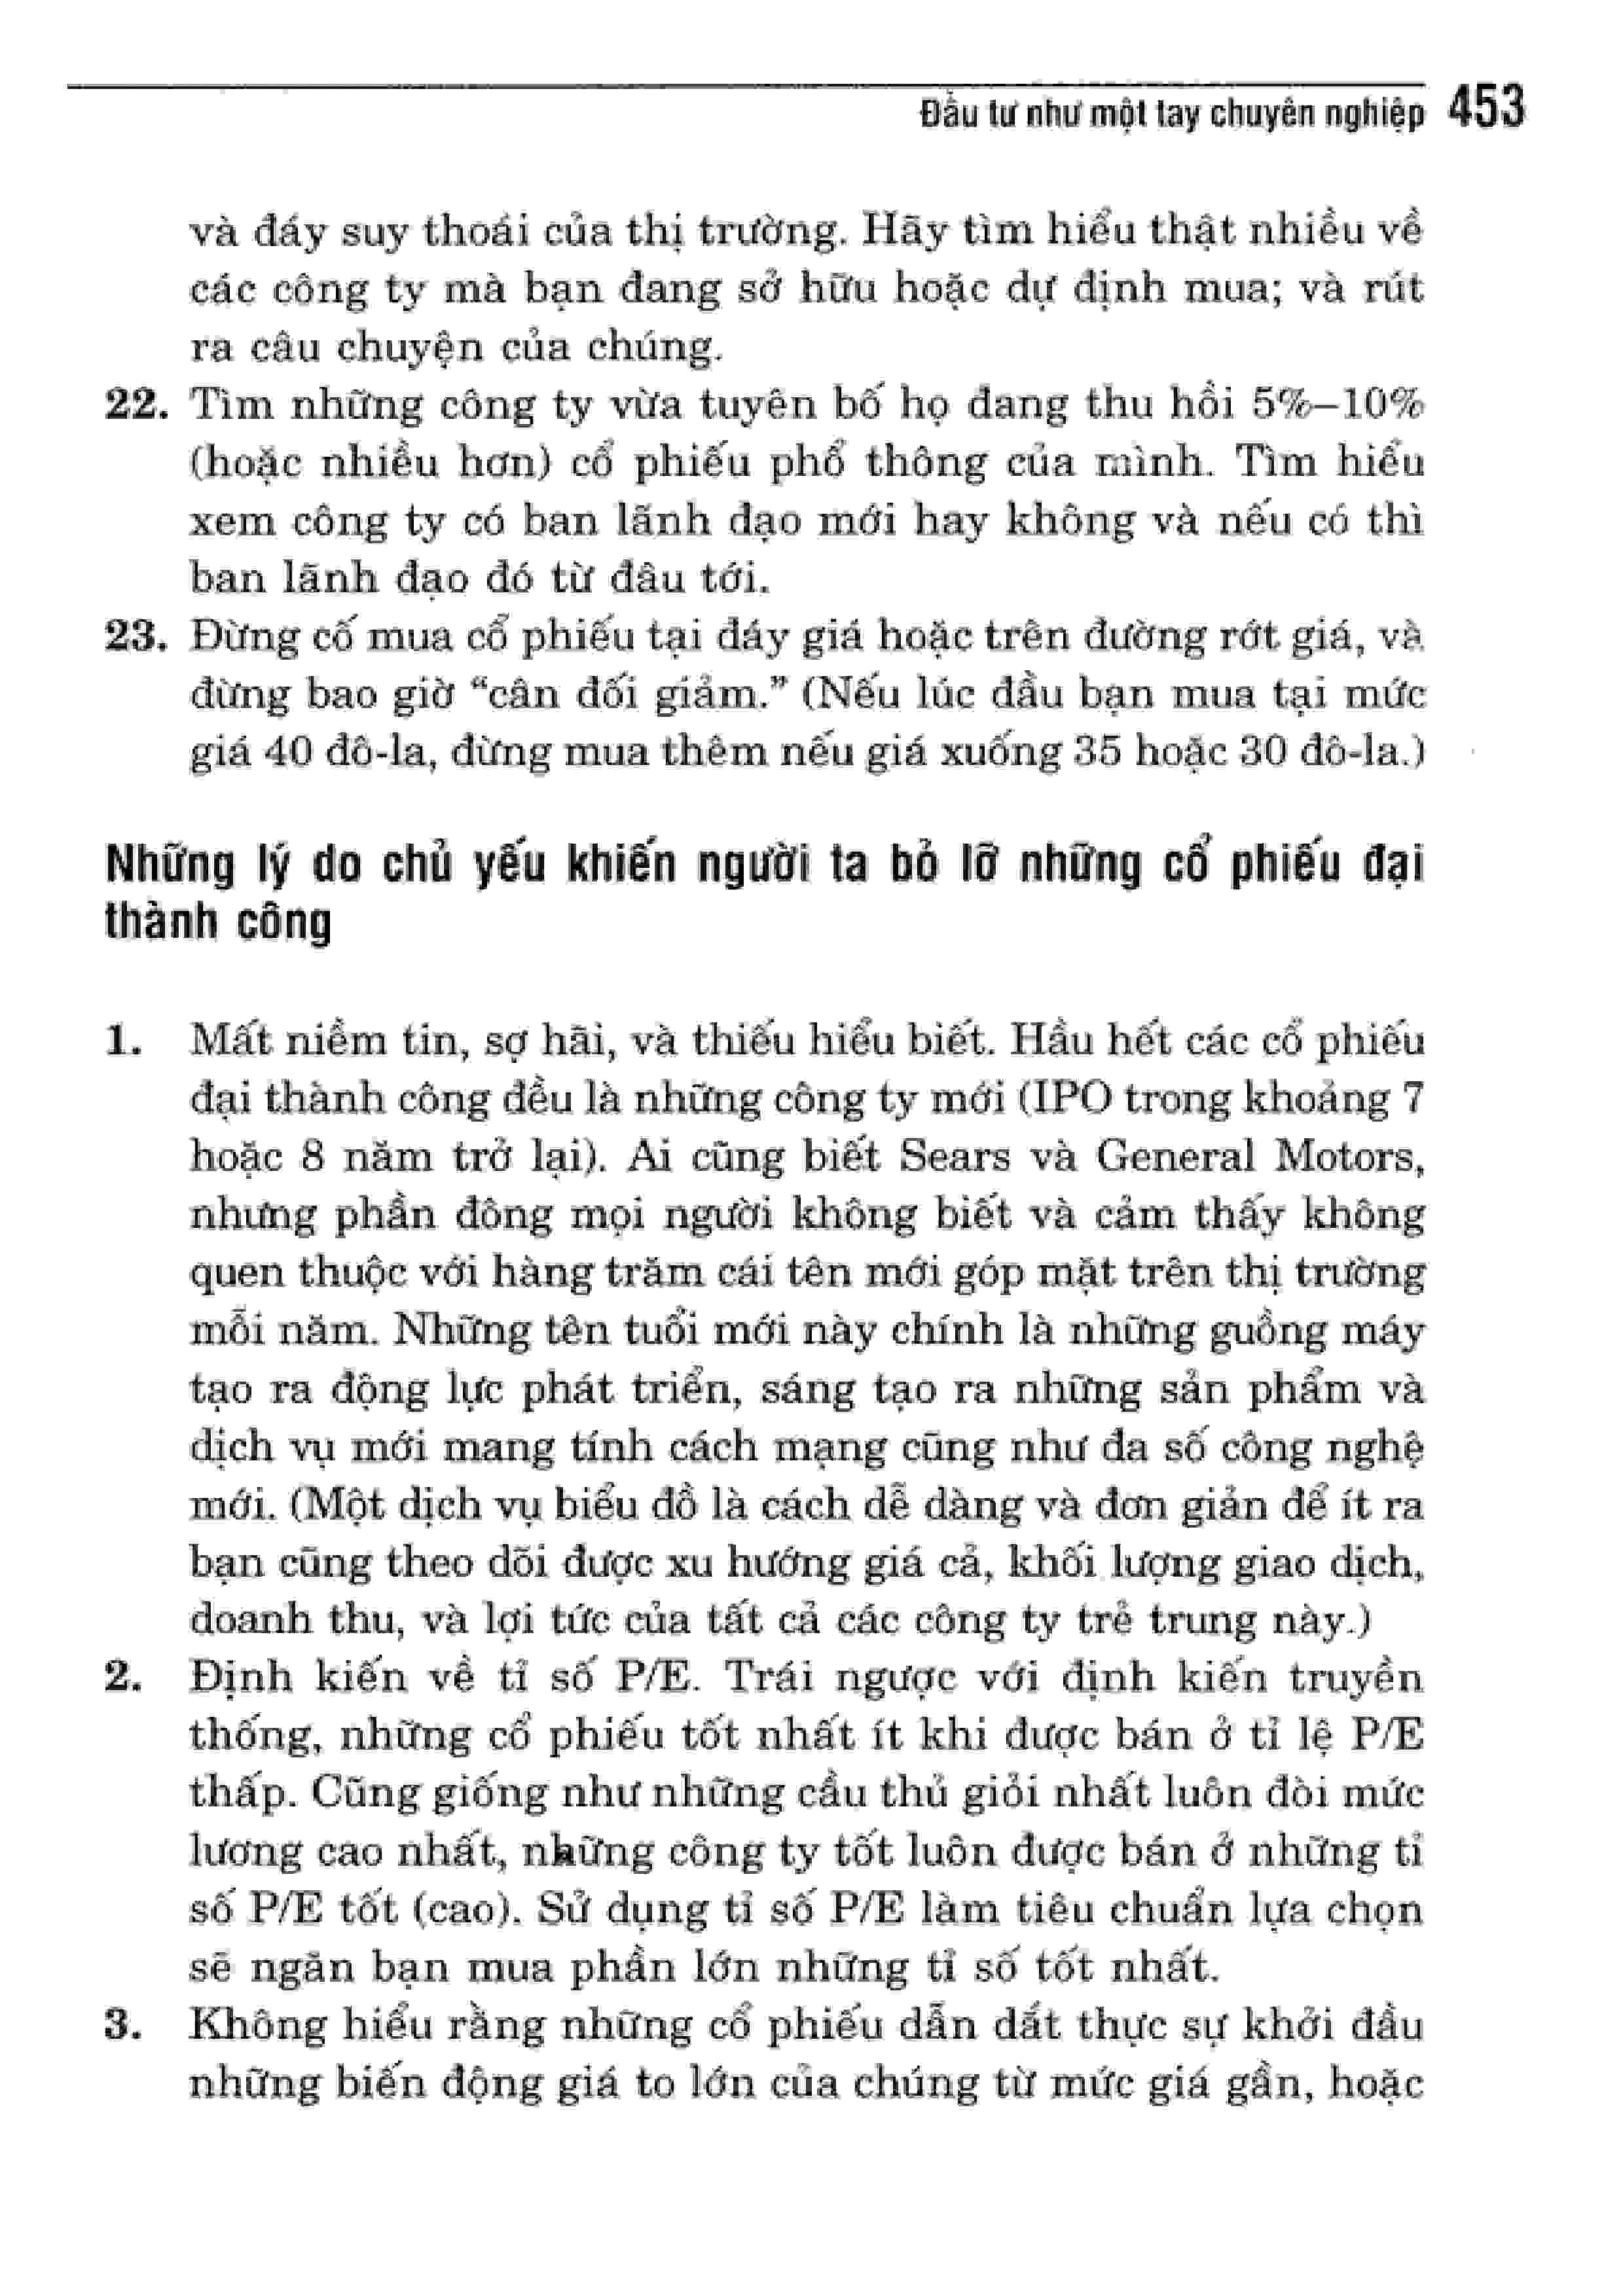 Đầu tư như một tay chuyên nghiệp 453
và đáy suy thoái của thị trường. Hãy tìm hiểu thật nhiều về
các công ty mà bạn đang sở hữu hoặc dự định mua; và rút
ra câu chuyện của chúng.
22. Tìm những công ty vừa tuyên bố họ đang thu hồi 5%–10%
(hoặc nhiều hơn) cổ phiếu phổ thông của mình. Tìm hiểu
xem công ty có ban lãnh đạo mới hay không và nếu có thì
ban lãnh đạo đó từ đâu tới.
23. Đừng cố mua cổ phiếu tại đáy giá hoặc trên đường rớt giá, và
đừng bao giờ “cân đối giảm.” (Nếu lúc đầu bạn mua tại mức
giá 40 đô-la, đừng mua thêm nếu giá xuống 35 hoặc 30 đô-la.)
Những lý do chủ yếu khiến người ta bỏ lỡ những cổ phiếu đại
thành công
1. Mất niềm tin, sợ hãi, và thiếu hiểu biết. Hầu hết các cổ phiếu
đại thành công đều là những công ty mới (IPO trong khoảng 7
hoặc 8 năm trở lại). Ai cũng biết Sears và General Motors,
nhưng phần đông mọi người không biết và cảm thấy không
quen thuộc với hàng trăm cái tên mới góp mặt trên thị trường
mỗi năm. Những tên tuổi mới này chính là những guồng máy
tạo ra động lực phát triển, sáng tạo ra những sản phẩm và
dịch vụ mới mang tính cách mạng cũng như đa số công nghệ
mới. (Một dịch vụ biểu đồ là cách dễ dàng và đơn giản để ít ra
bạn cũng theo dõi được xu hướng giá cả, khối lượng giao dịch,
doanh thu, và lợi tức của tất cả các công ty trẻ trung này.)
2. Định kiến về tỉ số P/E. Trái ngược với định kiến truyền
thống, những cổ phiếu tốt nhất ít khi được bán ở tỉ lệ P/E
thấp. Cũng giống như những cầu thủ giỏi nhất luôn đòi mức
lương cao nhất, những công ty tốt luôn được bán ở những tỉ
số P/E tốt (cao). Sử dụng tỉ số P/E làm tiêu chuẩn lựa chọn
sẽ ngăn bạn mua phần lớn những tỉ số tốt nhất.
3. Không hiểu rằng những cổ phiếu dẫn dắt thực sự khởi đầu
những biến động giá to lớn của chúng từ mức giá gần, hoặc